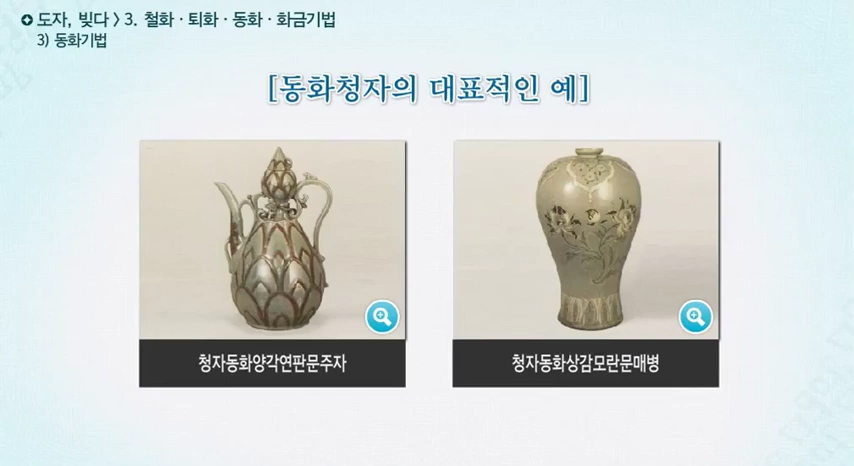 도자, 빚다 > 3. 철화 · 퇴화 · 동화 · 화금기법
3) 동화기법
[동화청자의 대표적인 예]
청자동화양각연판문주자
청자동화상감모란문매병